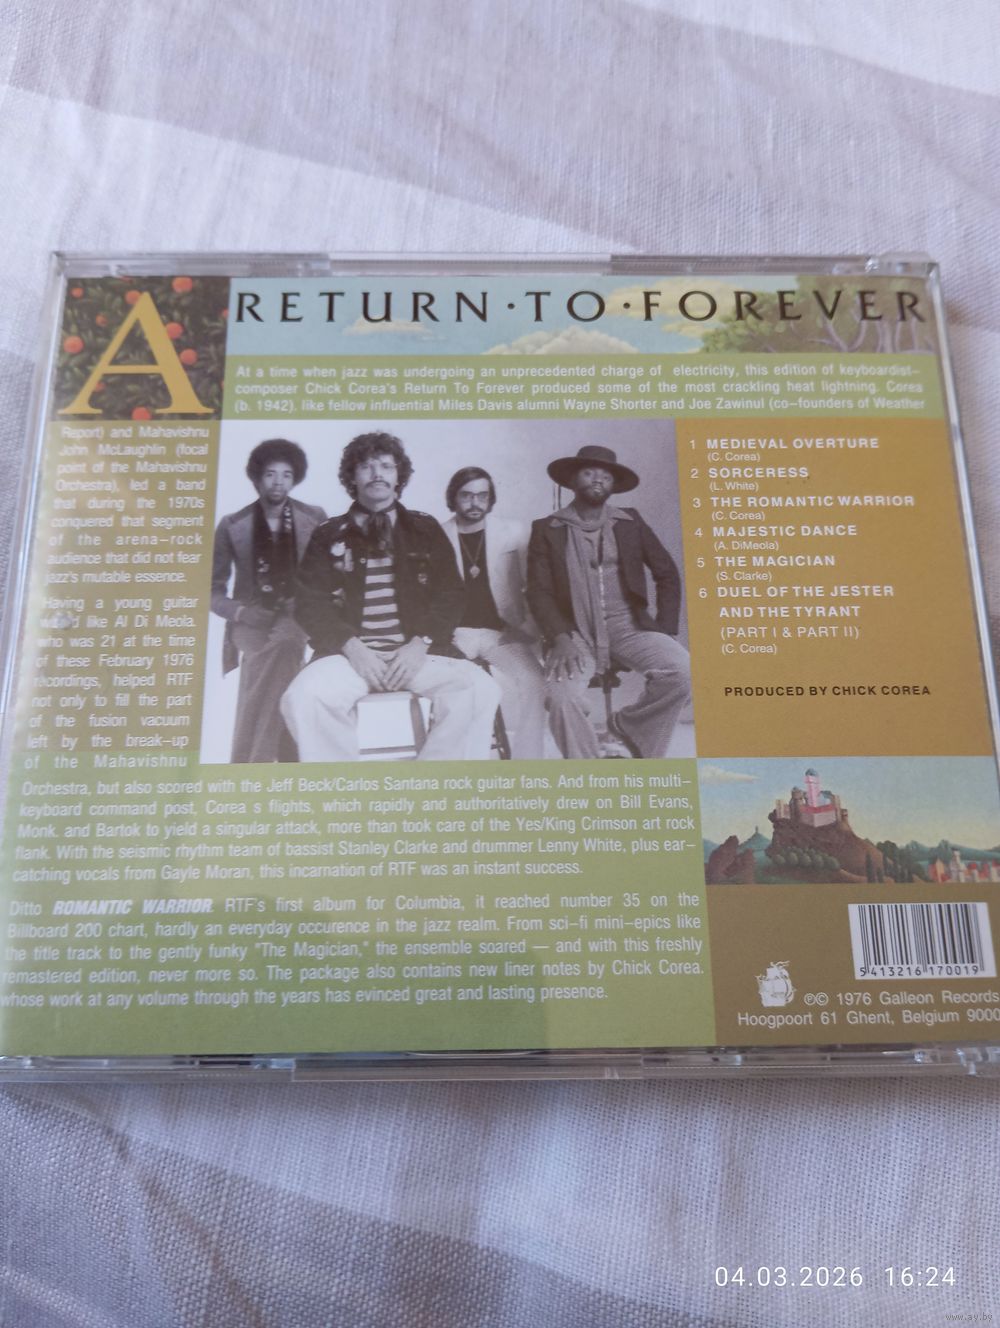 A
RETURN·TO·FOREVER
At a time when jazz was undergoing an unprecedented charge of electricity, this edition of keyboardist–
composer Chick Corea's Return To Forever produced some of the most crackling heat lightning. Corea
(b. 1942). like fellow influential Miles Davis alumni Wayne Shorter and Joe Zawinul (co–founders of Weather
Report) and Mahavishnu
John McLaughlin (focal
point of the Mahavishnu
Orchestra), led a band
that during the 1970s
conquered that segment
of the arena–rock
audience that did not fear
jazz's mutable essence.
Having a young guitar
like Al Di Meola.
who was 21 at the time
of these February 1976
recordings, helped RTF
not only to fill the part
of the fusion vacuum
left by the break–up
of the Mahavishnu
Orchestra, but also scored with the Jeff Beck/Carlos Santana rock guitar fans. And from his multi–
keyboard command post, Corea s flights, which rapidly and authoritatively drew on Bill Evans,
Monk. and Bartok to yield a singular attack, more than took care of the Yes/King Crimson art rock
flank. With the seismic rhythm team of bassist Stanley Clarke and drummer Lenny White, plus ear–
catching vocals from Gayle Moran, this incarnation of RTF was an instant success.
Ditto ROMANTIC WARRIOR. RTF's first album for Columbia, it reached number 35 on the
Billboard 200 chart, hardly an everyday occurence in the jazz realm. From sci–fi mini–epics like
the title track to the gently funky "The Magician," the ensemble soared — and with this freshly
remastered edition, never more so. The package also contains new liner notes by Chick Corea.
whose work at any volume through the years has evinced great and lasting presence.
1 MEDIEVAL OVERTURE
(C. Corea)
2 SORCERESS
(L. White)
3 THE ROMANTIC WARRIOR
(C. Corea)
4 MAJESTIC DANCE
(A. DiMeola)
5 THE MAGICIAN
(S. Clarke)
6 DUEL OF THE JESTER
AND THE TYRANT
(PART I & PART II)
(C. Corea)
PRODUCED BY CHICK COREA
5 413216 170019
℗© 1976 Galleon Records
Hoogpoort 61 Ghent, Belgium 9000
04.03.2026 16:24
www.ay.by